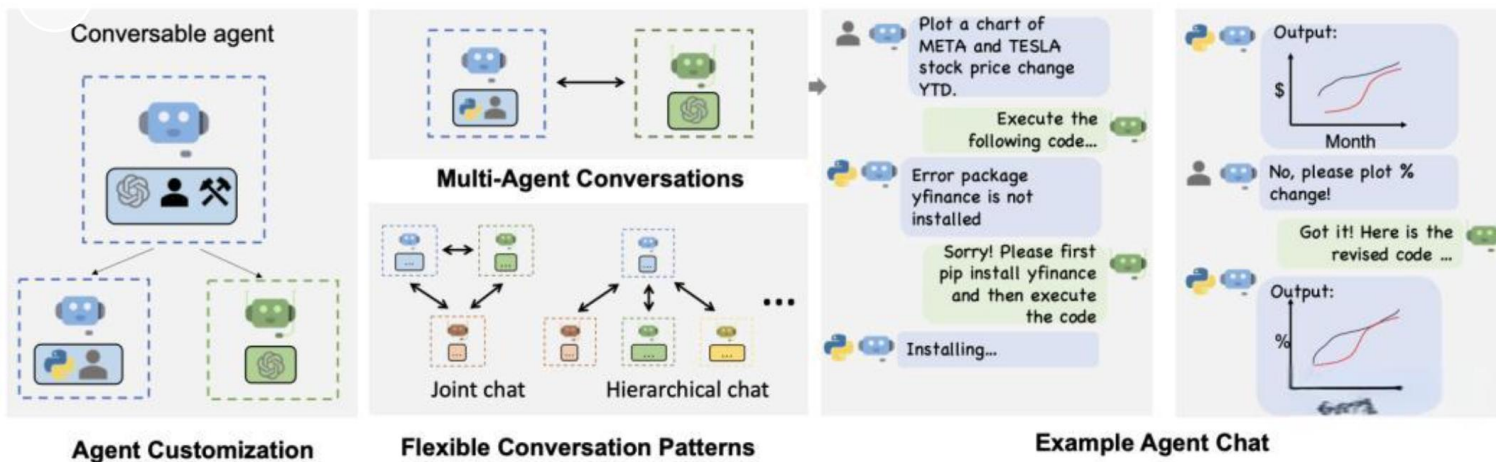 Conversable agent
Agent Customization
Multi-Agent Conversations
...
...
...
...
...
...
...
...
Joint chat
Hierarchical chat
Flexible Conversation Patterns
Plot a chart of
META and TESLA
stock price change
YTD.
Execute the
following code...
Error package
yfinance is not
installed
Sorry! Please first
pip install yfinance
and then execute
the code
Installing...
Output:
$
Month
No, please plot %
change!
Got it! Here is the
revised code ...
Output:
%
Example Agent Chat